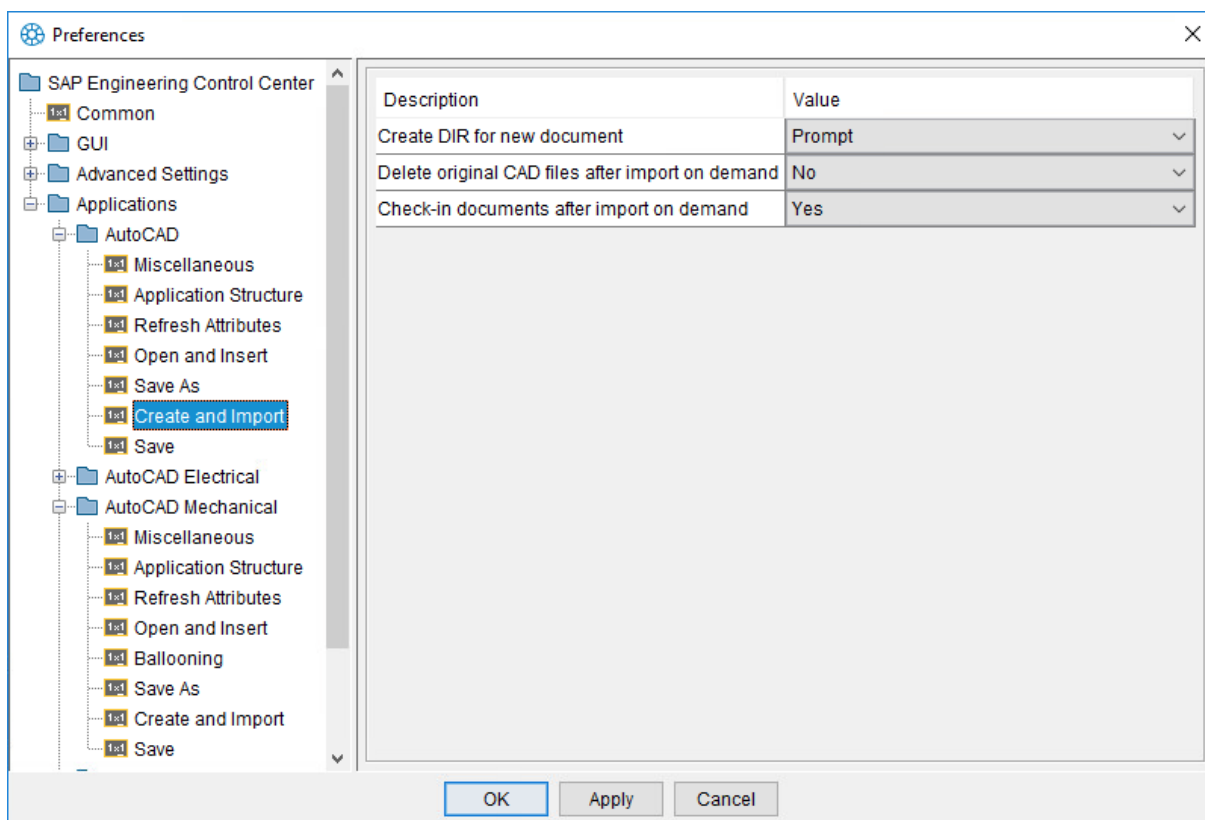 Preferences
SAP Engineering Control Center
Common
GUI
Advanced Settings
Applications
AutoCAD
Miscellaneous
Application Structure
Refresh Attributes
Open and Insert
Save As
Create and Import
Save
AutoCAD Electrical
AutoCAD Mechanical
Miscellaneous
Application Structure
Refresh Attributes
Open and Insert
Ballooning
Save As
Create and Import
Save
Description Value
Create DIR for new document Prompt
Delete original CAD files after import on demand No
Check-in documents after import on demand Yes
OK Apply Cancel